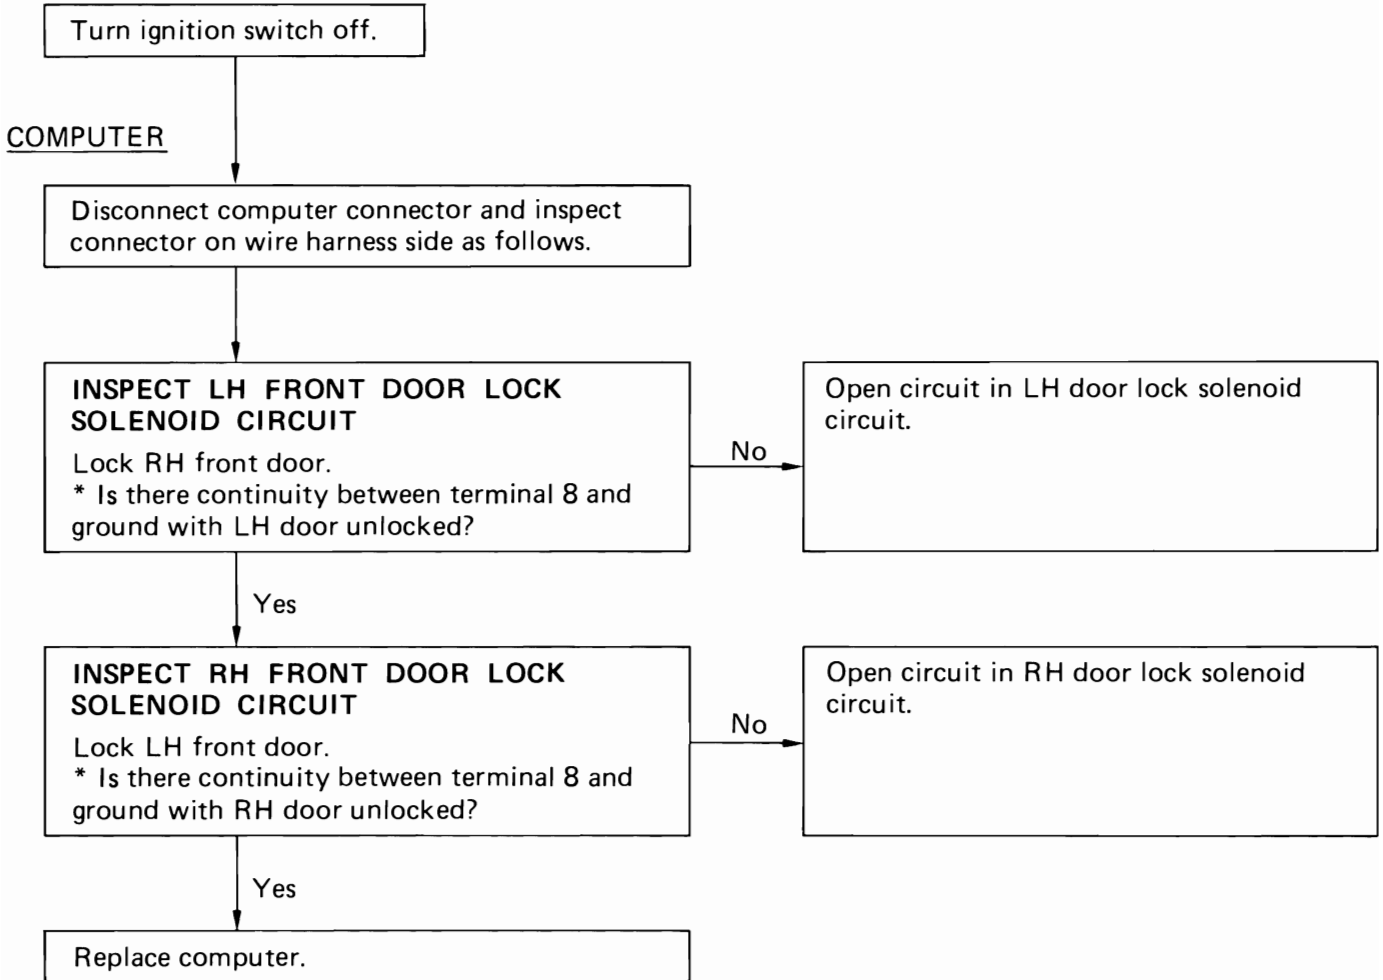 Turn ignition switch off.
COMPUTER
Disconnect computer connector and inspect
connector on wire harness side as follows.
INSPECT LH FRONT DOOR LOCK
SOLENOID CIRCUIT
Lock RH front door.
* Is there continuity between terminal 8 and
ground with LH door unlocked?
No
Open circuit in LH door lock solenoid
circuit.
Yes
INSPECT RH FRONT DOOR LOCK
SOLENOID CIRCUIT
Lock LH front door.
* Is there continuity between terminal 8 and
ground with RH door unlocked?
No
Open circuit in RH door lock solenoid
circuit.
Yes
Replace computer.